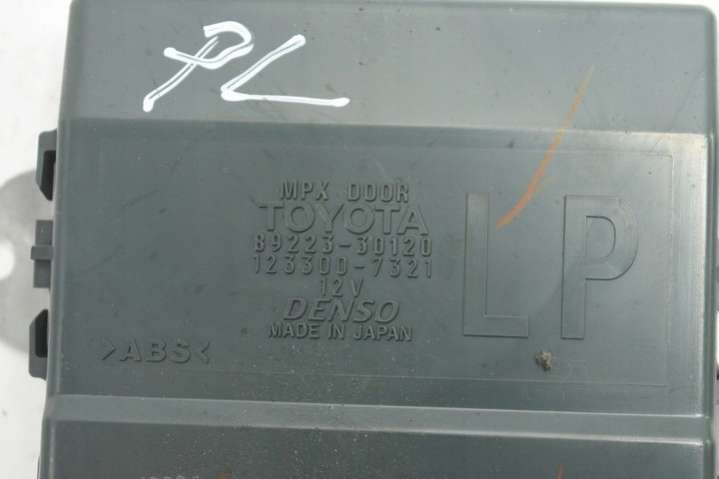 PL
MPX DOOR
TOYOTA
89223-30120
123300-7321
12V
DENSO
MADE IN JAPAN
>ABS<
LP